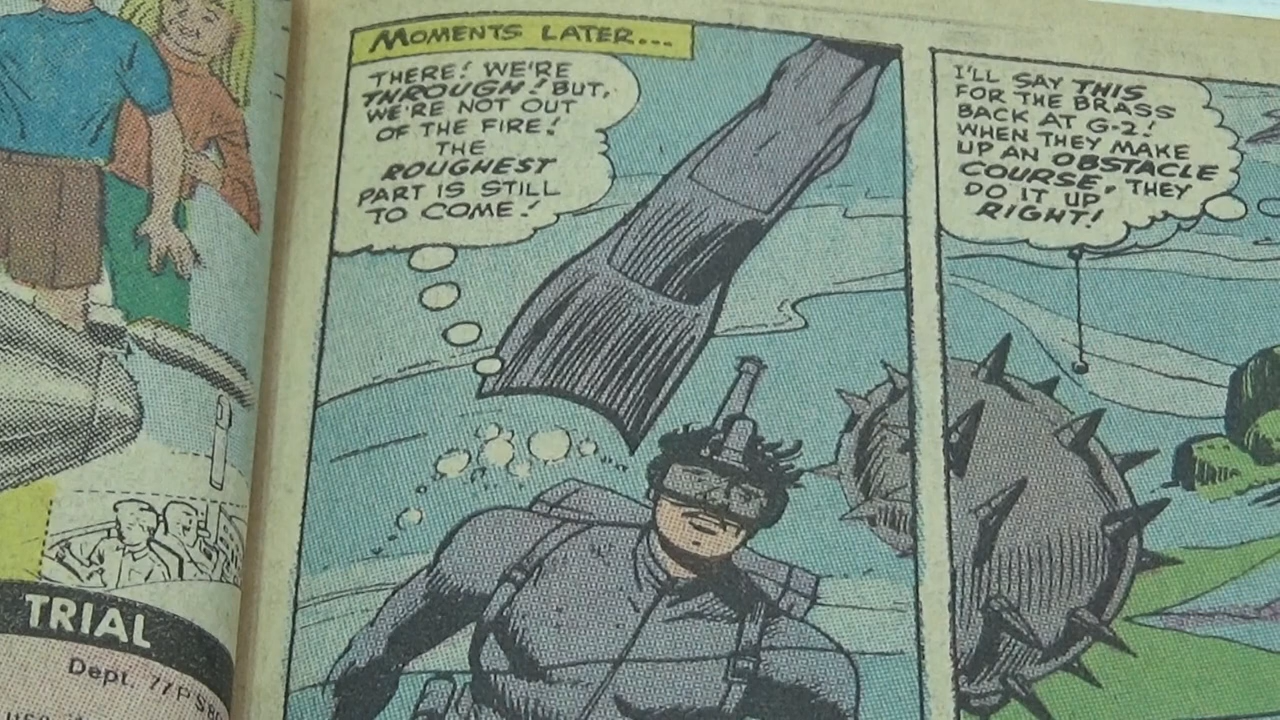 MOMENTS LATER...
THERE! WE'RE
THROUGH! BUT,
WE'RE NOT OUT
OF THE FIRE!
THE
ROUGHEST
PART IS STILL
TO COME!
I'LL SAY THIS
FOR THE BRASS
BACK AT G-2!
WHEN THEY MAKE
UP AN OBSTACLE
COURSE, THEY
DO IT UP
RIGHT!
TRIAL
Dept.